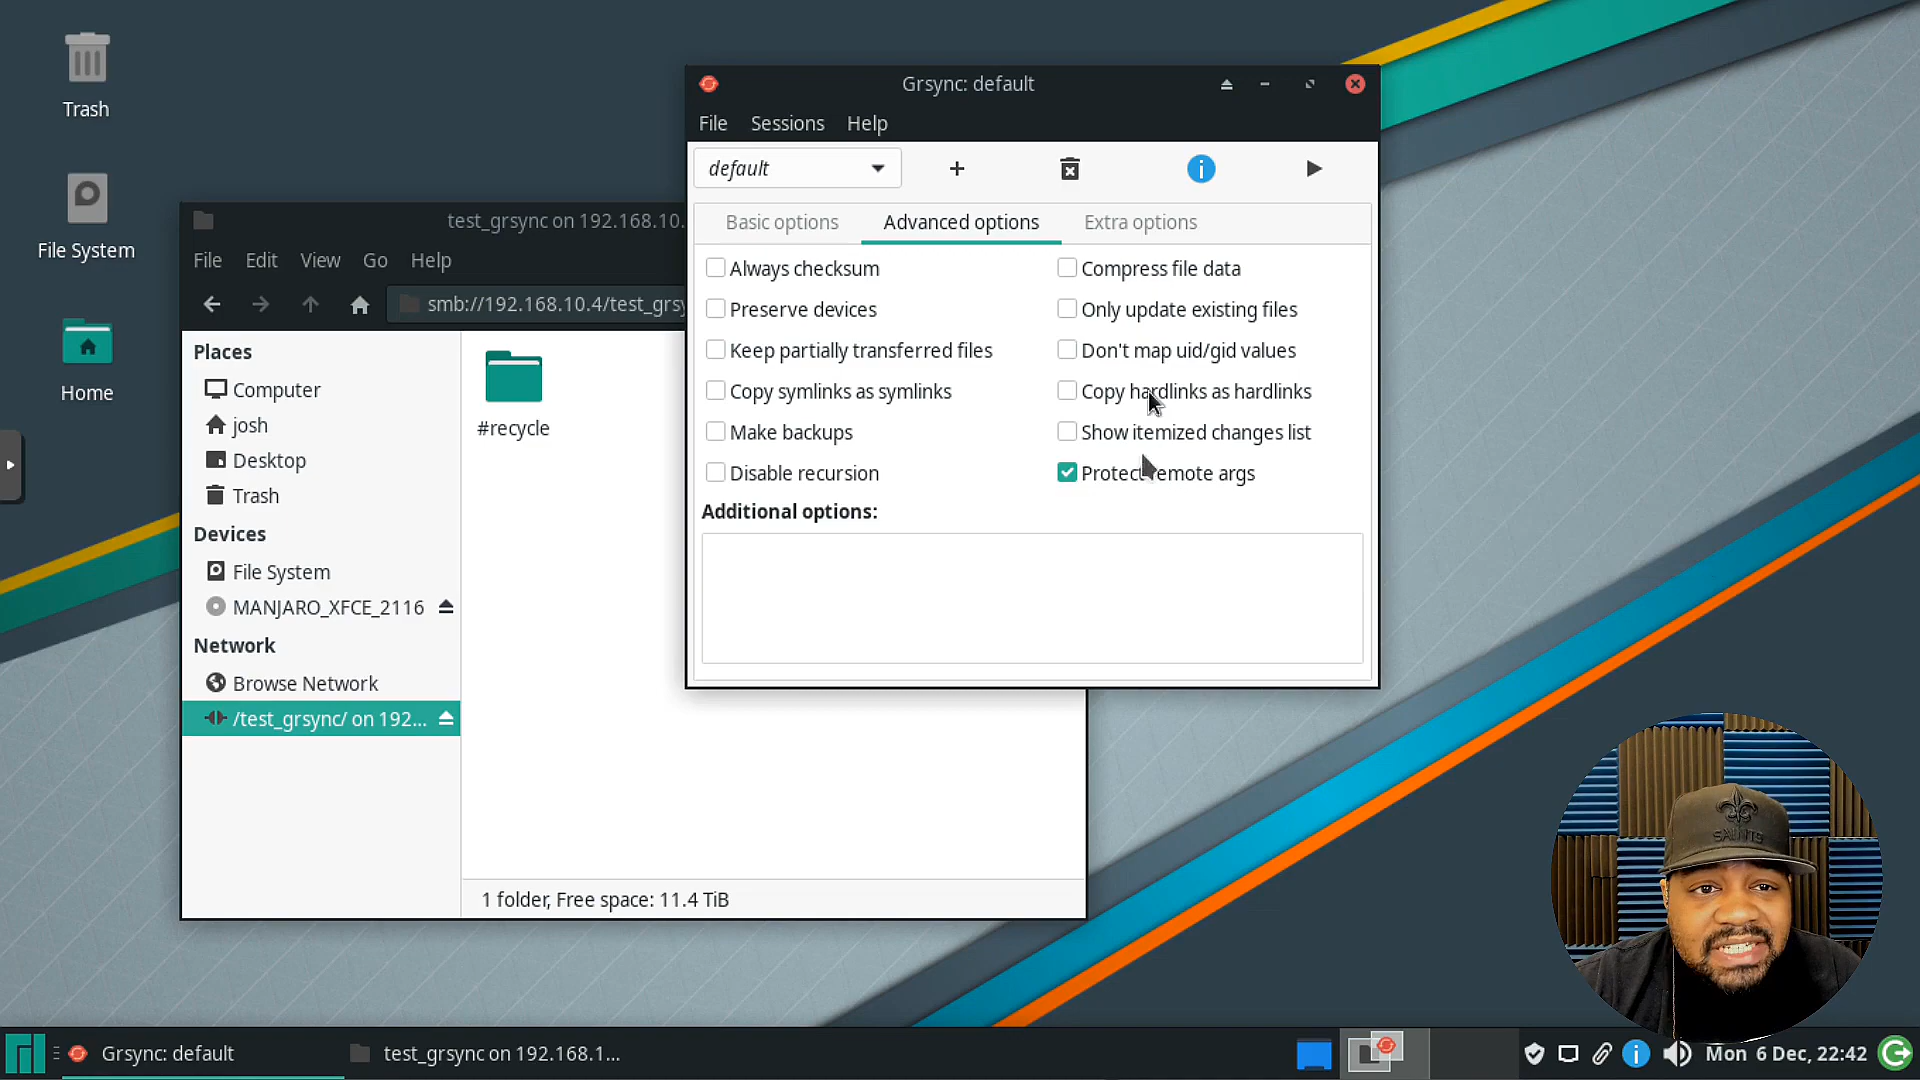 Trash
File System
Home
Grsync: default
File Sessions Help
default
Basic options Advanced options Extra options
Always checksum Compress file data
Preserve devices Only update existing files
Keep partially transferred files Don't map uid/gid values
Copy symlinks as symlinks Copy hardlinks as hardlinks
Make backups Show itemized changes list
Disable recursion Protect remote args
Additional options:
test_grsync on 192.168.10.
File Edit View Go Help
smb://192.168.10.4/test_grsy
Places
Computer
josh
Desktop
Trash
Devices
File System
MANJARO_XFCE_2116
Network
Browse Network
/test_grsync/ on 192...
#recycle
1 folder, Free space: 11.4 TiB
SAINTS
Grsync: default
test_grsync on 192.168.1...
Mon 6 Dec, 22:42